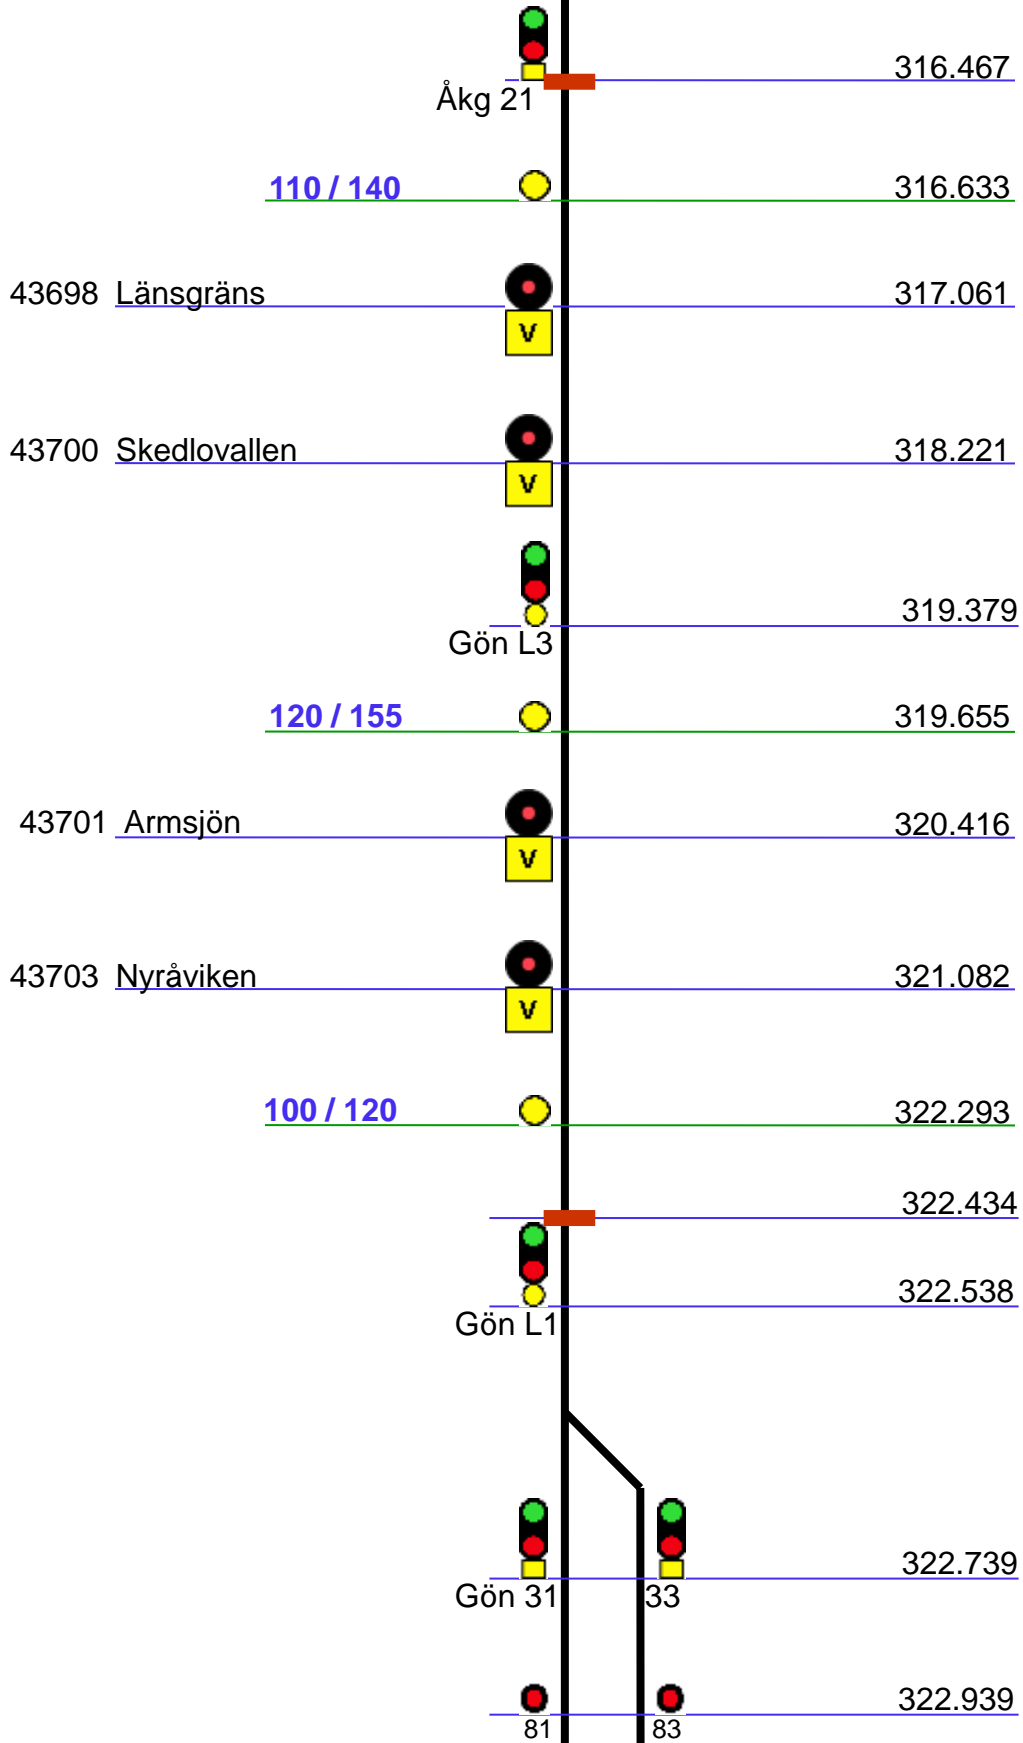 316.467
Åkg 21
110 / 140 316.633
43698 Länsgräns 317.061
V
43700 Skedlovallen 318.221
V
319.379
Gön L3
120 / 155 319.655
43701 Armsjön 320.416
V
43703 Nyråviken 321.082
V
100 / 120 322.293
322.434
322.538
Gön L1
322.739
Gön 31 33
322.939
81 83